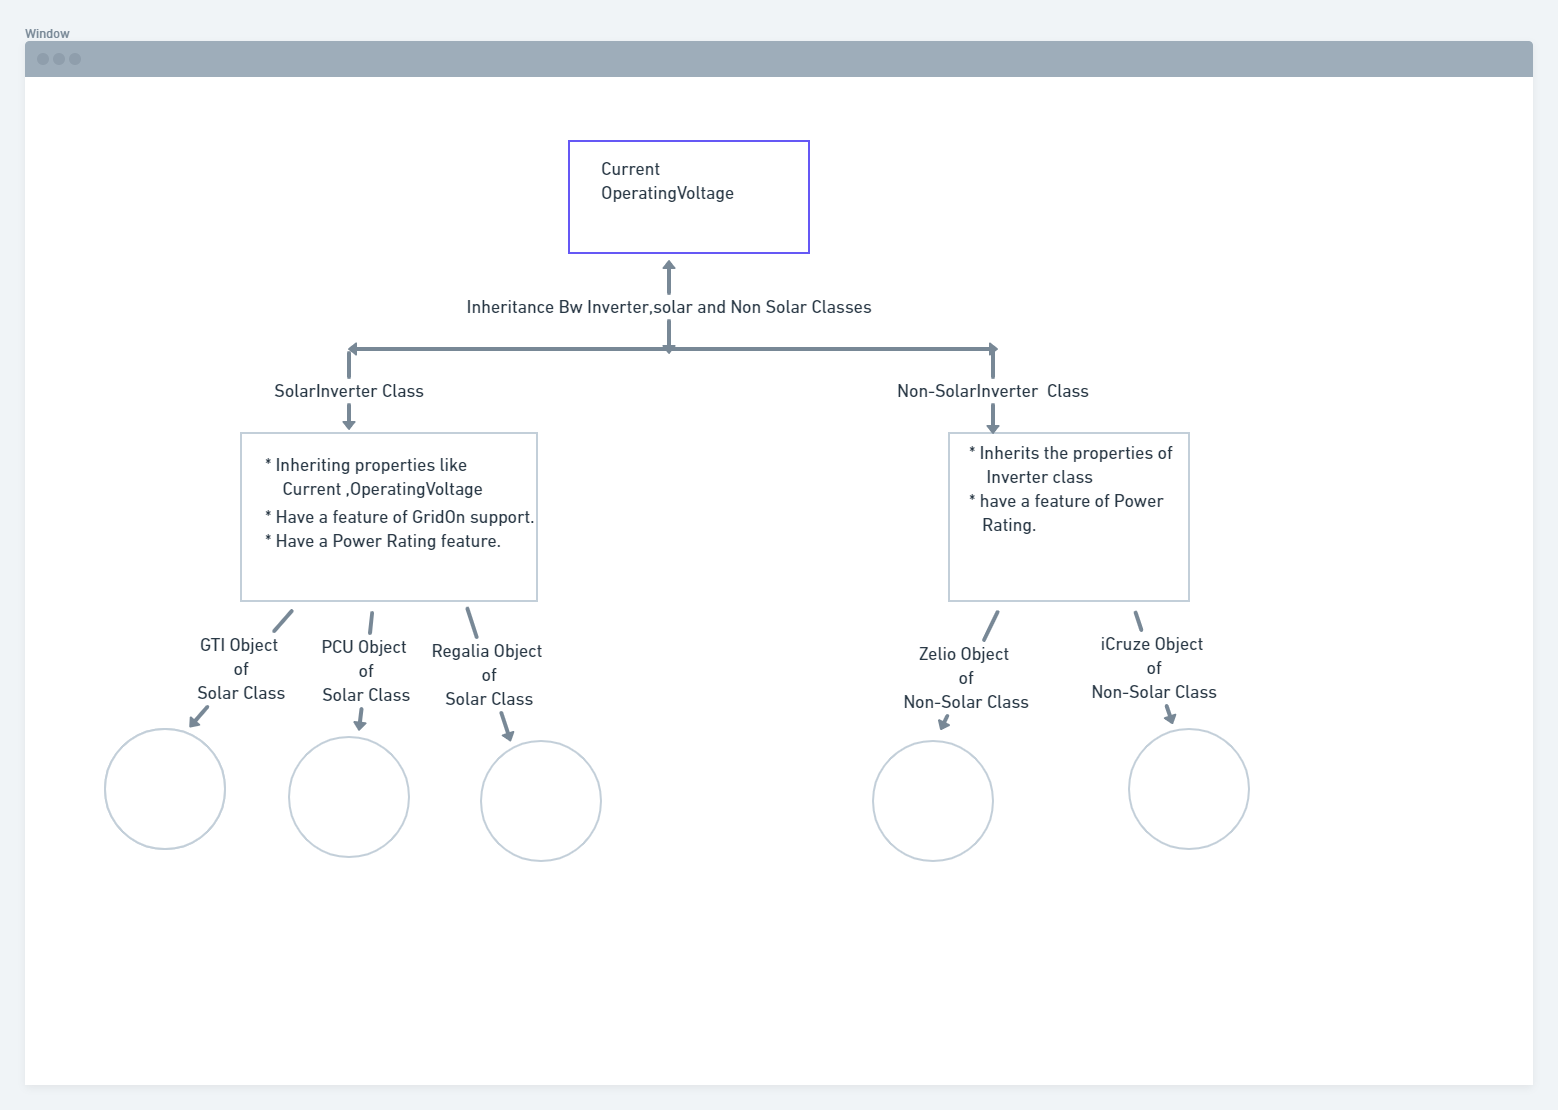 Window
Current
OperatingVoltage
Inheritance Bw Inverter,solar and Non Solar Classes
SolarInverter Class
Non-SolarInverter  Class
* Inheriting properties like
Current ,OperatingVoltage
* Have a feature of GridOn support.
* Have a Power Rating feature.
* Inherits the properties of
Inverter class
* have a feature of Power
Rating.
GTI Object
of
Solar Class
PCU Object
of
Solar Class
Regalia Object
of
Solar Class
Zelio Object
of
Non-Solar Class
iCruze Object
of
Non-Solar Class